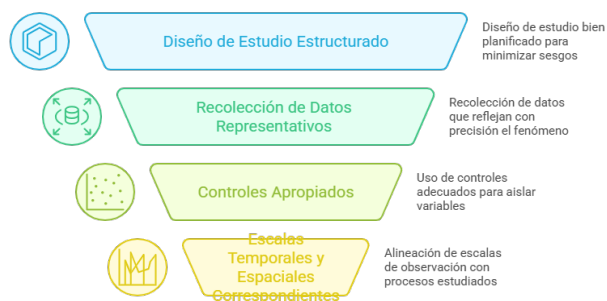 Diseño de Estudio Estructurado
Diseño de estudio bien
planificado para
minimizar sesgos
Recolección de Datos
Representativos
Recolección de datos
que reflejan con
precisión el fenómeno
Controles Apropiados
Uso de controles
adecuados para aislar
variables
Escalas
Temporales y
Espaciales
Correspondientes
Alineación de escalas
de observación con
procesos estudiados